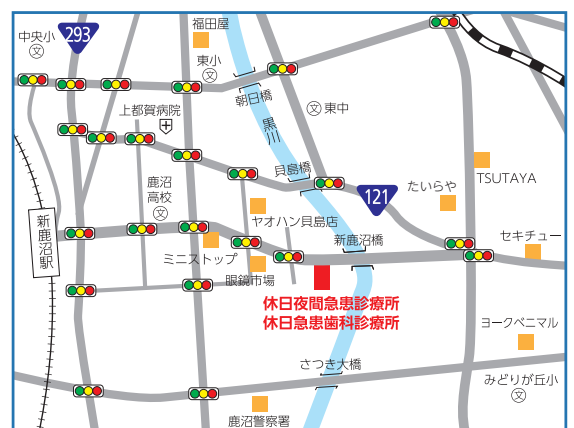 福田屋
293
中央小
文
東小
文
朝日橋
上都賀病院
文東中
黒川
貝島橋
TSUTAYA
鹿沼
高校
文
121
たいらや
新鹿沼駅
ヤオハン貝島店
新鹿沼橋
セキチュー
ミニストップ
眼鏡市場
休日夜間急患診療所
休日急患歯科診療所
ヨークベニマル
さつき大橋
みどりが丘小
文
鹿沼警察署